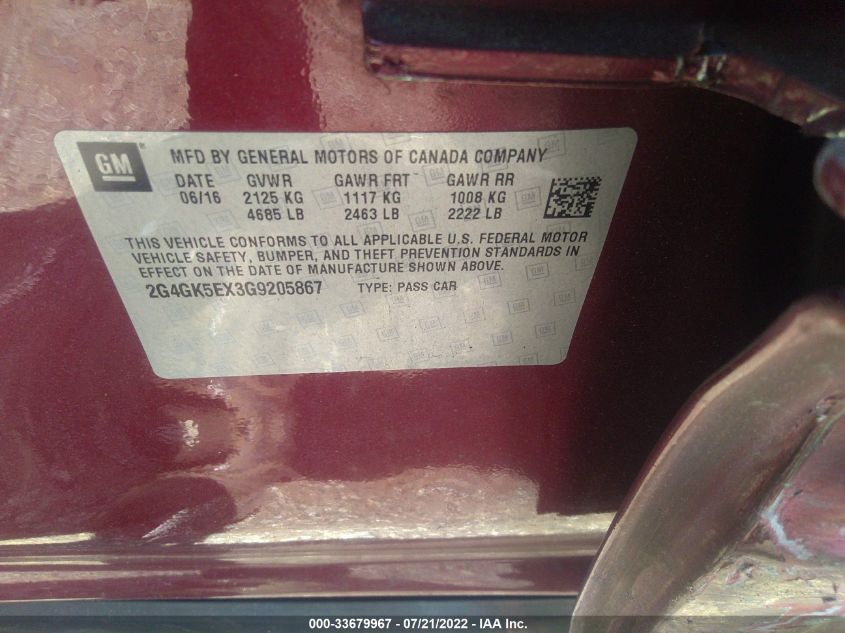 GM
MFD BY GENERAL MOTORS OF CANADA COMPANY
DATE GVWR GAWR FRT GAWR RR
06/16 2125 KG 1117 KG 1008 KG
4685 LB 2463 LB 2222 LB
THIS VEHICLE CONFORMS TO ALL APPLICABLE U.S. FEDERAL MOTOR
VEHICLE SAFETY, BUMPER, AND THEFT PREVENTION STANDARDS IN
EFFECT ON THE DATE OF MANUFACTURE SHOWN ABOVE.
2G4GK5EX3G9205867 TYPE: PASS CAR
000-33679967 / 07/21/2022 - IAA Inc.